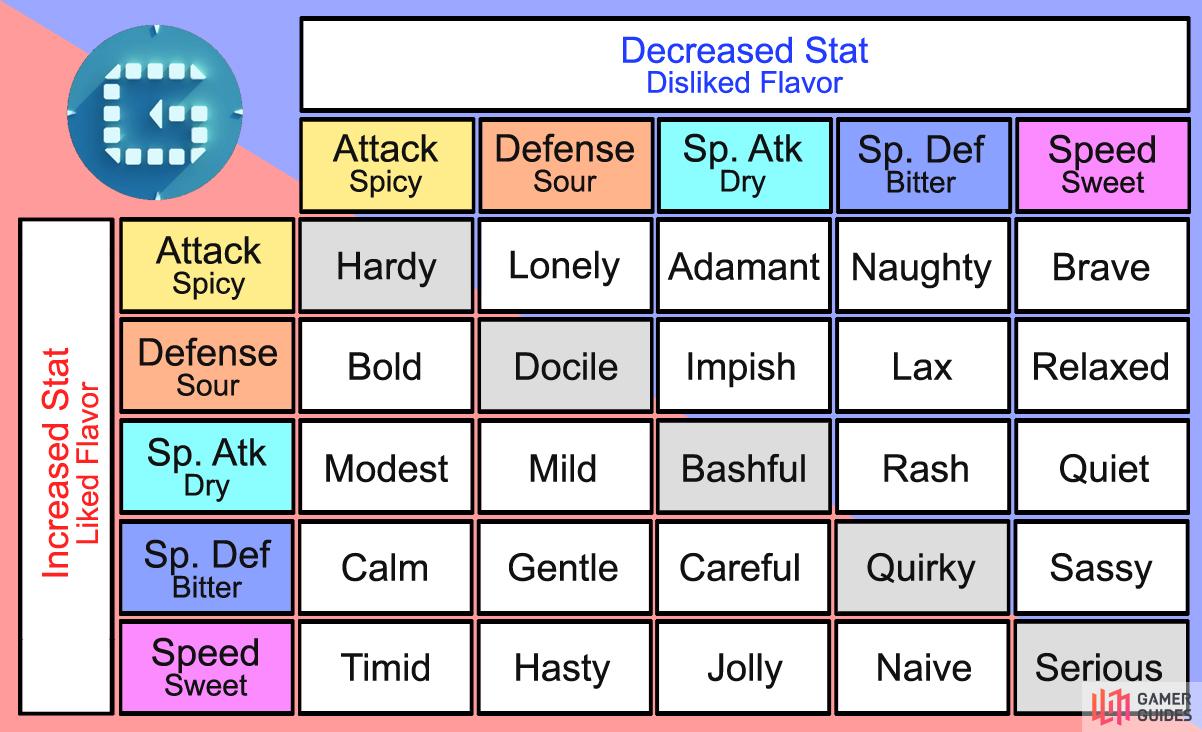 Decreased Stat
Disliked Flavor
Attack
Spicy
Defense
Sour
Sp. Atk
Dry
Sp. Def
Bitter
Speed
Sweet
Increased Stat
Liked Flavor
Attack
Spicy
Hardy
Lonely
Adamant
Naughty
Brave
Defense
Sour
Bold
Docile
Impish
Lax
Relaxed
Sp. Atk
Dry
Modest
Mild
Bashful
Rash
Quiet
Sp. Def
Bitter
Calm
Gentle
Careful
Quirky
Sassy
Speed
Sweet
Timid
Hasty
Jolly
Naive
Serious
GAMER
GUIDES